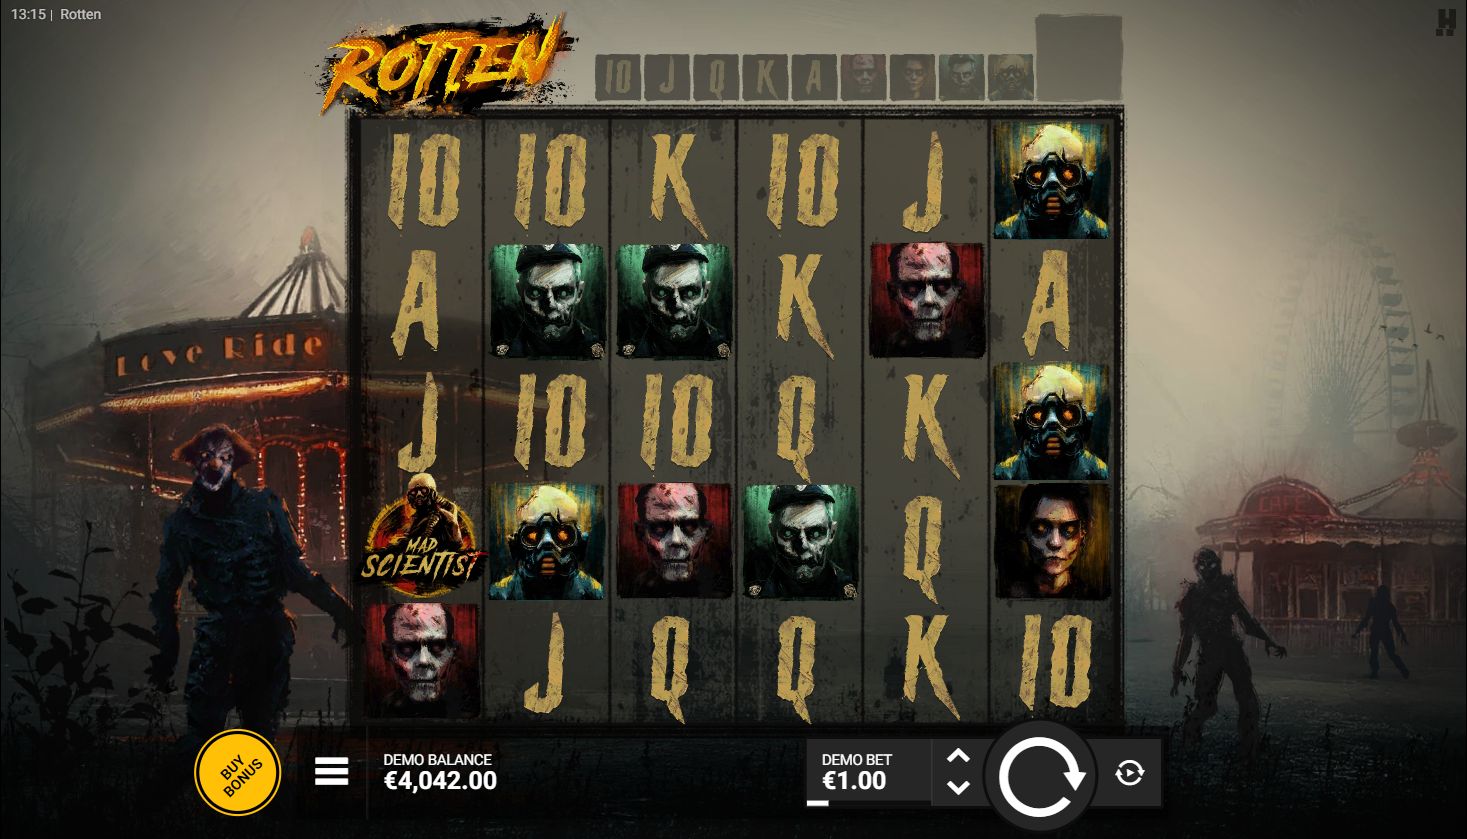 13:15 | Rotten
ROTTEN
10 J Q K A
10 10 K 10 J
A K A
Love Ride
J 10 10 Q K
MAD
SCIENTIST
Q
J Q Q K 10
BUY
BONUS
DEMO BALANCE
€4,042.00
DEMO BET
€1.00